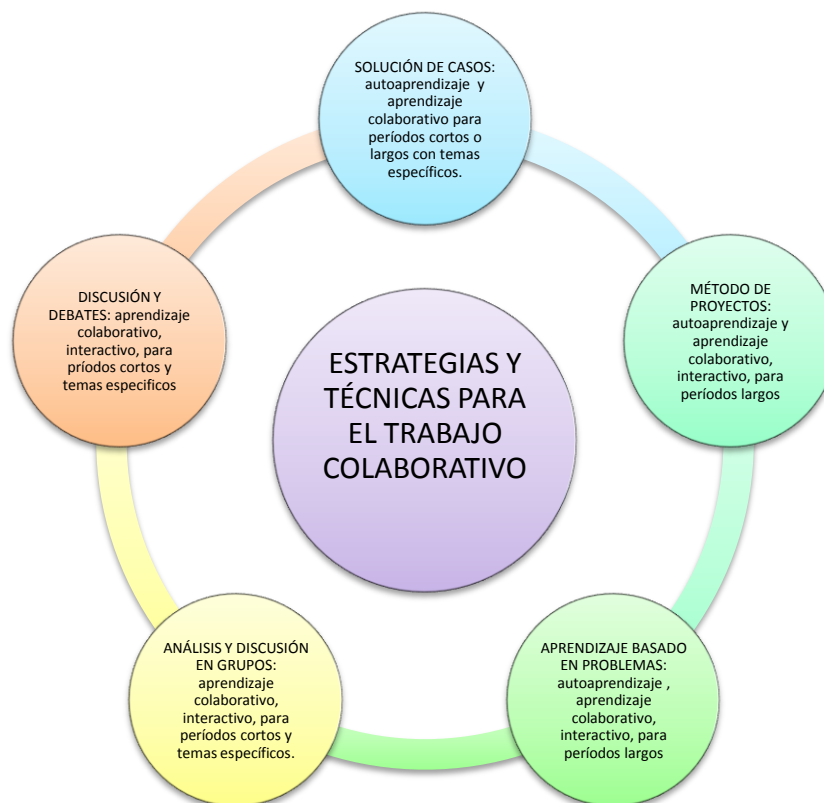 SOLUCIÓN DE CASOS:
autoaprendizaje y
aprendizaje
colaborativo para
períodos cortos o
largos con temas
específicos.
MÉTODO DE
PROYECTOS:
autoaprendizaje y
aprendizaje
colaborativo,
interactivo, para
períodos largos
APRENDIZAJE BASADO
EN PROBLEMAS:
autoaprendizaje ,
aprendizaje
colaborativo,
interactivo, para
períodos largos
ANÁLISIS Y DISCUSIÓN
EN GRUPOS:
aprendizaje
colaborativo,
interactivo, para
períodos cortos y
temas específicos.
DISCUSIÓN Y
DEBATES: aprendizaje
colaborativo,
interactivo, para
príodos cortos y
temas especificos
ESTRATEGIAS Y
TÉCNICAS PARA
EL TRABAJO
COLABORATIVO